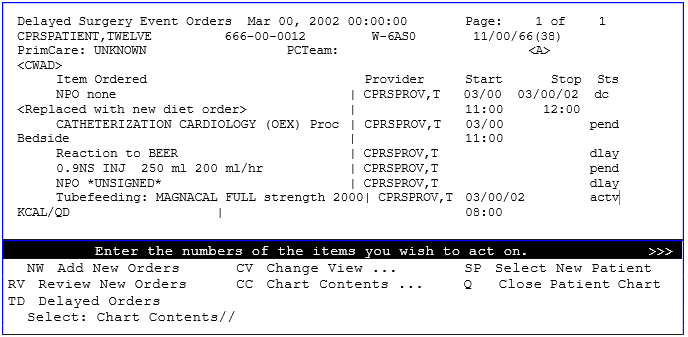 Delayed Surgery Event Orders  Mar 00, 2002 00:00:00        Page:    1 of    1
CPRSPATIENT,TWELVE        666-00-0012         W-6AS0       11/00/66(38)
PrimCare: UNKNOWN                  PCTeam:                        <A>
<CWAD>
     Item Ordered                             Provider      Start      Stop  Sts
     NPO none                               | CPRSPROV,T   03/00  03/00/02  dc
<Replaced with new diet order>              |              11:00     12:00
     CATHETERIZATION CARDIOLOGY (OEX) Proc  | CPRSPROV,T   03/00            pend
Bedside                                     |              11:00
     Reaction to BEER                       | CPRSPROV,T                    dlay
     0.9NS INJ  250 ml 200 ml/hr            | CPRSPROV,T                    pend
     NPO *UNSIGNED*                         | CPRSPROV,T                    dlay
     Tubefeeding: MAGNACAL FULL strength 2000| CPRSPROV,T  03/00/02         actv
KCAL/QD                   |                                08:00
Enter the numbers of the items you wish to act on.               >>>
NW  Add New Orders       CV  Change View ...         SP  Select New Patient
RV  Review New Orders      CC  Chart Contents ...      Q    Close Patient Chart
TD  Delayed Orders
Select: Chart Contents//